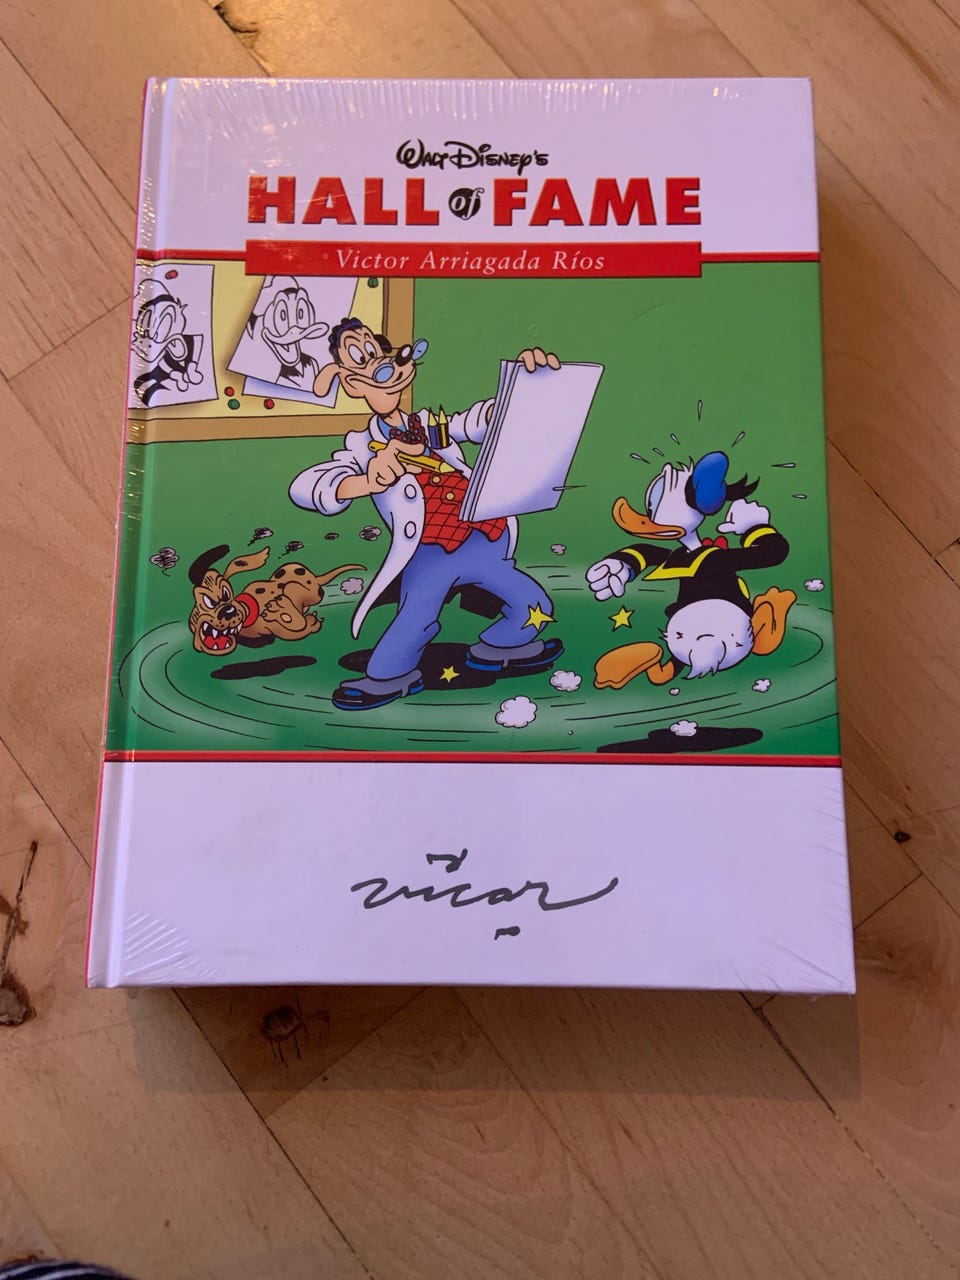 WALT DISNEY'S
HALL of FAME
Victor Arriagada Ríos
vicar